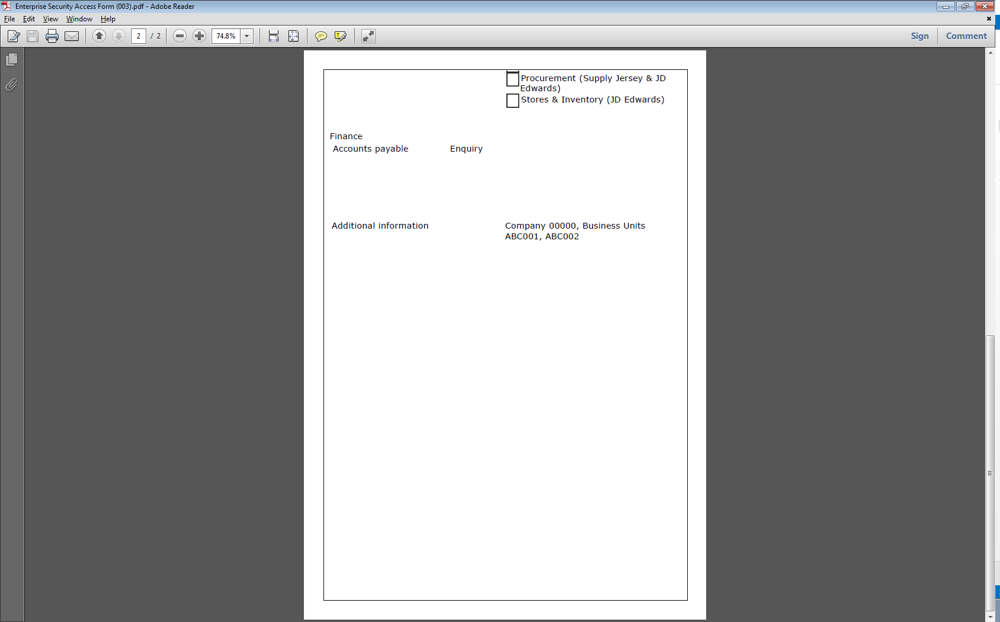 Enterprise Security Access Form (003).pdf - Adobe Reader
File Edit View Window Help
2 / 2 74.8% Sign Comment
Procurement (Supply Jersey & JD
Edwards)
Stores & Inventory (JD Edwards)
Finance
Accounts payable Enquiry
Additional information Company 00000, Business Units
ABC001, ABC002